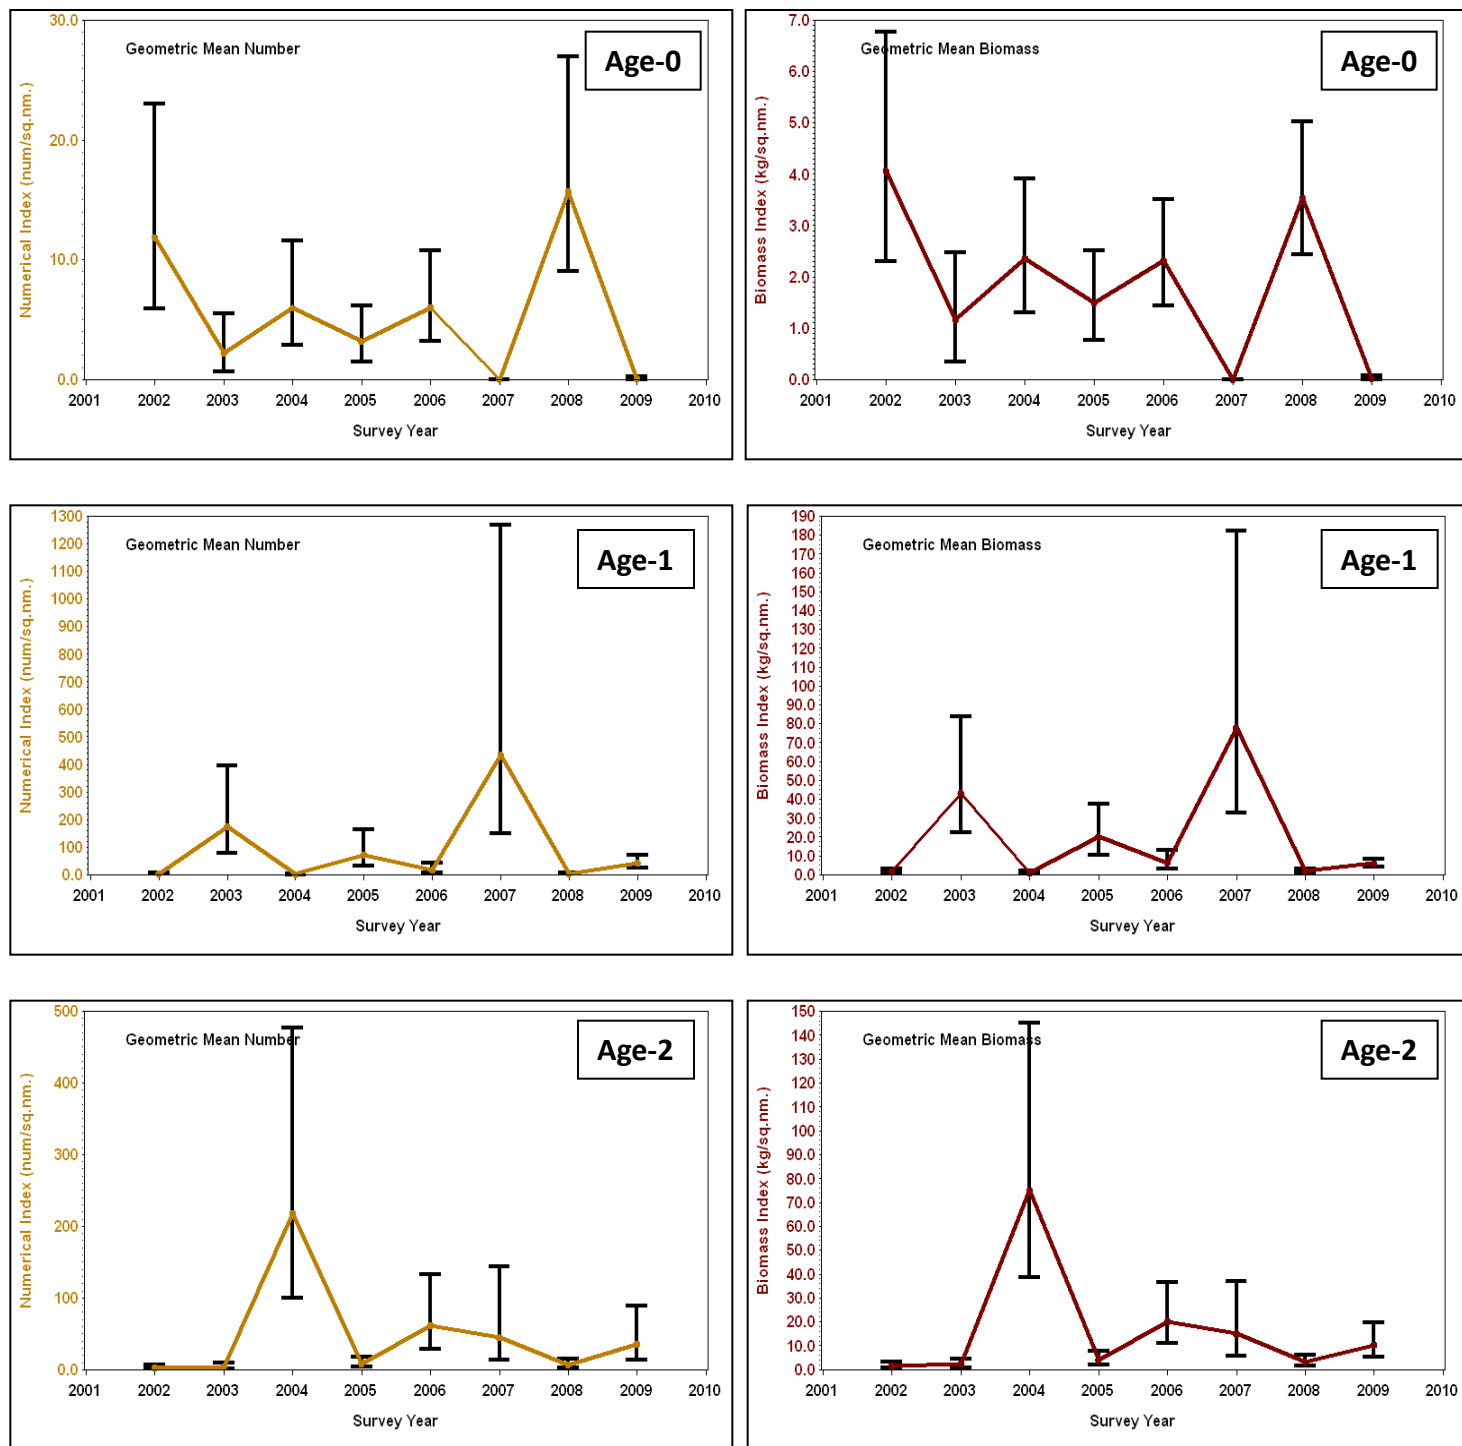 Geometric Mean Number
Age-0
Numerical Index (num/sq.nm.)
30.0
20.0
10.0
0.0
2001 2002 2003 2004 2005 2006 2007 2008 2009 2010
Survey Year
Geometric Mean Biomass
Age-0
Biomass Index (kg/sq.nm.)
7.0
6.0
5.0
4.0
3.0
2.0
1.0
0.0
2001 2002 2003 2004 2005 2006 2007 2008 2009 2010
Survey Year
Geometric Mean Number
Age-1
Numerical Index (num/sq.nm.)
1300
1200
1100
1000
900
800
700
600
500
400
300
200
100
0.0
2001 2002 2003 2004 2005 2006 2007 2008 2009 2010
Survey Year
Geometric Mean Biomass
Age-1
Biomass Index (kg/sq.nm.)
190
180
170
160
150
140
130
120
110
100
90.0
80.0
70.0
60.0
50.0
40.0
30.0
20.0
10.0
0.0
2001 2002 2003 2004 2005 2006 2007 2008 2009 2010
Survey Year
Geometric Mean Number
Age-2
Numerical Index (num/sq.nm.)
500
400
300
200
100
0.0
2001 2002 2003 2004 2005 2006 2007 2008 2009 2010
Survey Year
Geometric Mean Biomass
Age-2
Biomass Index (kg/sq.nm.)
150
140
130
120
110
100
90.0
80.0
70.0
60.0
50.0
40.0
30.0
20.0
10.0
0.0
2001 2002 2003 2004 2005 2006 2007 2008 2009 2010
Survey Year